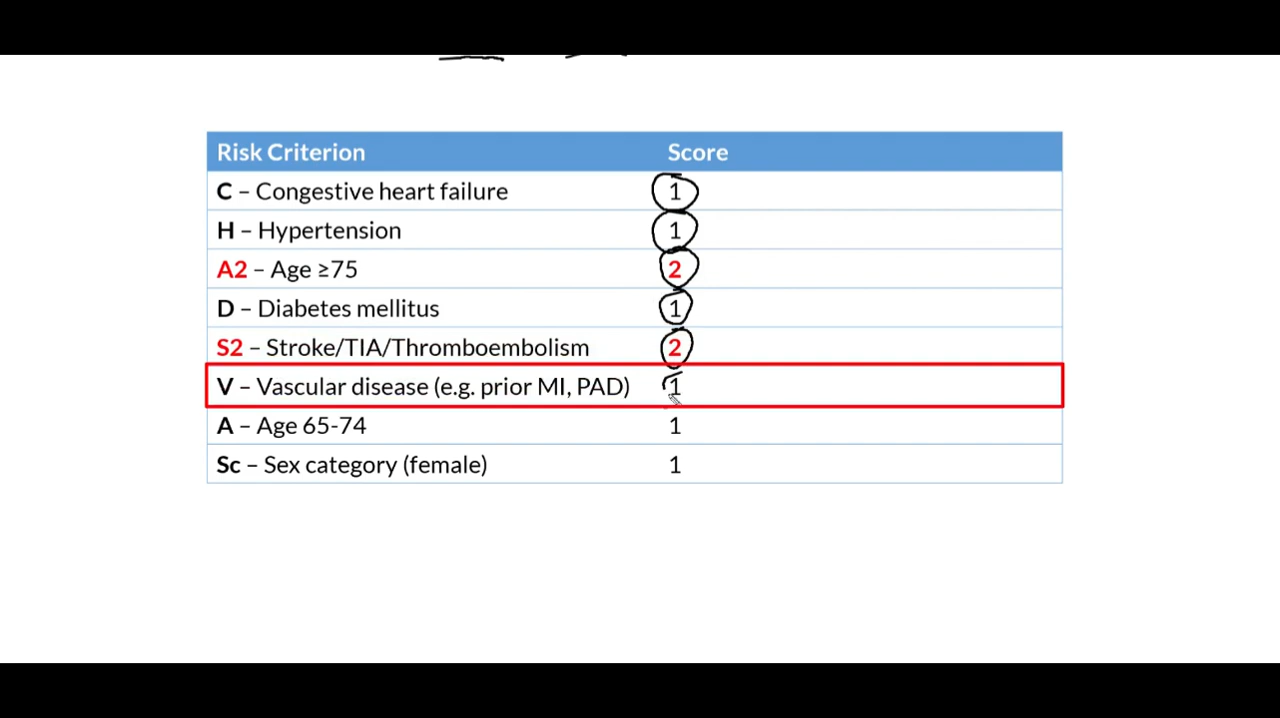 Risk Criterion Score
C – Congestive heart failure 1
H – Hypertension 1
A2 – Age ≥75 2
D – Diabetes mellitus 1
S2 – Stroke/TIA/Thromboembolism 2
V – Vascular disease (e.g. prior MI, PAD) 1
A – Age 65-74 1
Sc – Sex category (female) 1